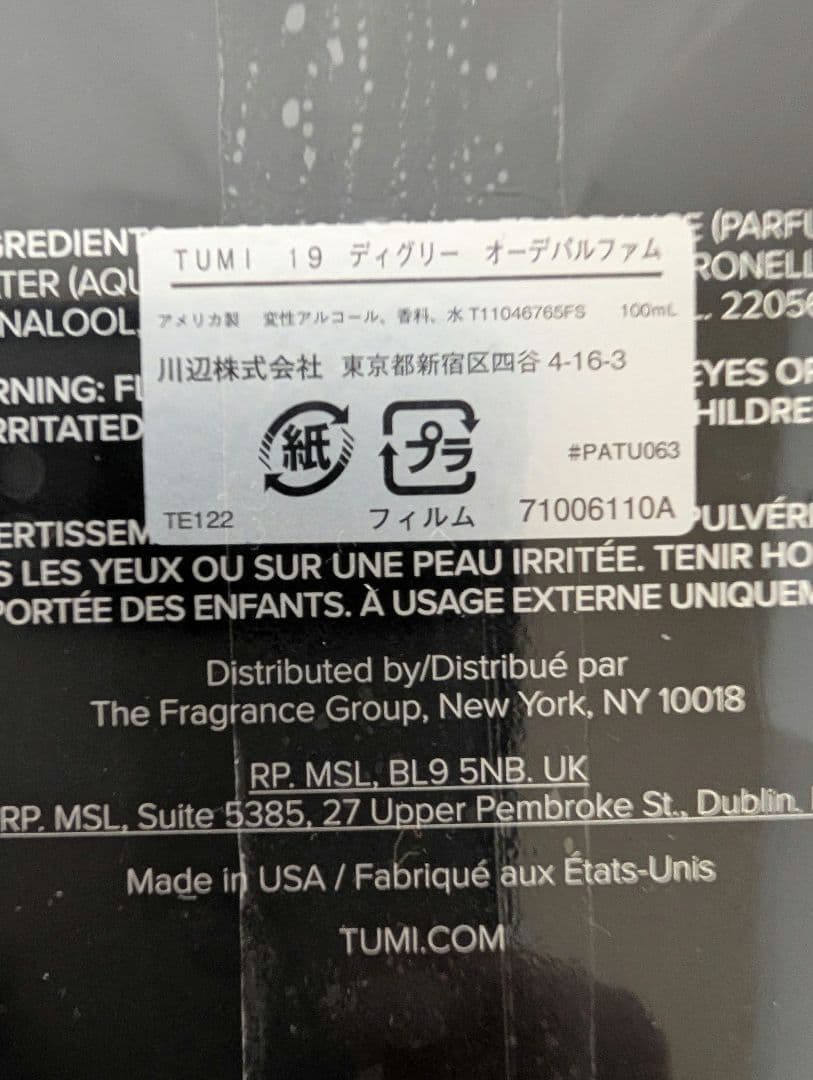 TUMI 19 ディグリー オーデパルファム
アメリカ製 変性アルコール、香料、水 T11046765FS 100mL
川辺株式会社 東京都新宿区四谷 4-16-3
紙 プラ
#PATU063
TE122 フィルム 71006110A
(PARFU
TER (AQU
NALOOL, 2205
RNING: EYES
RRITATED HILDRE
ERTISSEM PULVÉRI
S LES YEUX OU SUR UNE PEAU IRRITÉE. TENIR HO
PORTÉE DES ENFANTS. À USAGE EXTERNE UNIQUEM
Distributed by/Distribué par
The Fragrance Group, New York, NY 10018
RP. MSL, BL9 5NB. UK
RP. MSL, Suite 5385, 27 Upper Pembroke St., Dublin.
Made in USA / Fabriqué aux États-Unis
TUMI.COM